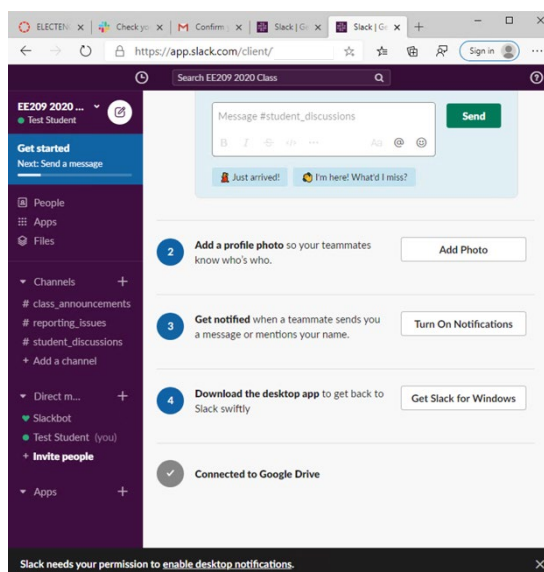 ELECTEN
Check yo
Confirm
Slack | G
Slack | Ge
https://app.slack.com/client/
Sign in
Search EE209 2020 Class
EE209 2020 ...
Test Student
Get started
Next: Send a message
People
Apps
Files
Channels
# class_announcements
# reporting_issues
# student_discussions
+ Add a channel
Direct m...
Slackbot
Test Student (you)
+ Invite people
Apps
Message #student_discussions
B I S </> ... Aa @
Send
Just arrived!
I'm here! What'd I miss?
2
Add a profile photo so your teammates
know who's who.
Add Photo
3
Get notified when a teammate sends you
a message or mentions your name.
Turn On Notifications
4
Download the desktop app to get back to
Slack swiftly
Get Slack for Windows
Connected to Google Drive
Slack needs your permission to enable desktop notifications.